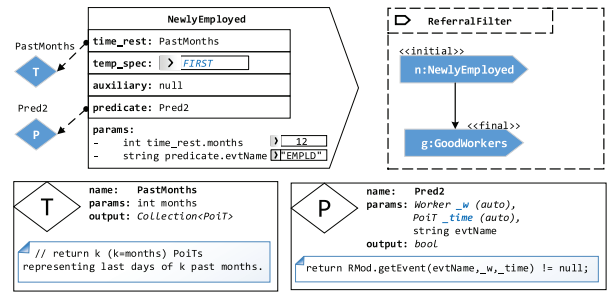 NewlyEmployed
PastMonths
T
Pred2
P
time_rest: PastMonths
temp_spec: FIRST
auxiliary: null
predicate: Pred2
params:
- int time_rest.months 12
- string predicate.evtName "EMPLD"
ReferralFilter
<<initial>>
n:NewlyEmployed
<<final>>
g:GoodWorkers
T
name: PastMonths
params: int months
output: Collection<PoiT>
// return k (k=months) PoiTs
representing last days of k past months.
P
name: Pred2
params: Worker _w (auto),
PoiT _time (auto),
string evtName
output: bool
return RMod.getEvent(evtName,_w,_time) != null;